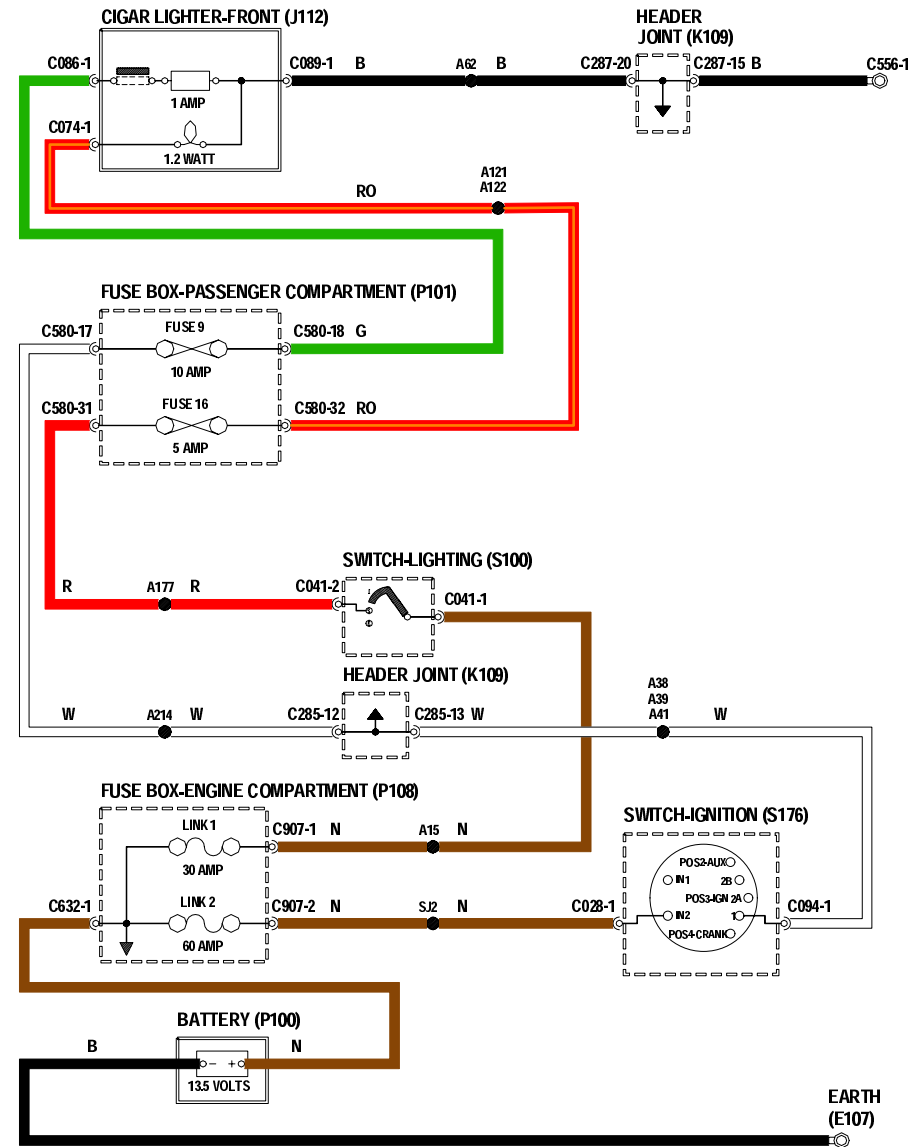 CIGAR LIGHTER-FRONT (J112)
HEADER
JOINT (K109)
C086-1
C089-1 B
A62 B
C287-20
C287-15 B
C556-1
1 AMP
C074-1
1.2 WATT
A121
A122
RO
FUSE BOX-PASSENGER COMPARTMENT (P101)
C580-17
FUSE 9
C580-18 G
10 AMP
C580-31
FUSE 16
C580-32 RO
5 AMP
SWITCH-LIGHTING (S100)
R A177 R
C041-2
1
C041-1
HEADER JOINT (K109)
A38
A39
A41
W A214 W
C285-12
C285-13 W
W
FUSE BOX-ENGINE COMPARTMENT (P108)
SWITCH-IGNITION (S176)
LINK 1
C907-1 N A15 N
30 AMP
POS2-AUX
IN1 2B
POS3-IGN 2A
C632-1
LINK 2
C907-2 N SJ2 N
C028-1
IN2 1
C094-1
60 AMP
POS4-CRANK
BATTERY (P100)
B
N
- +
13.5 VOLTS
EARTH
(E107)